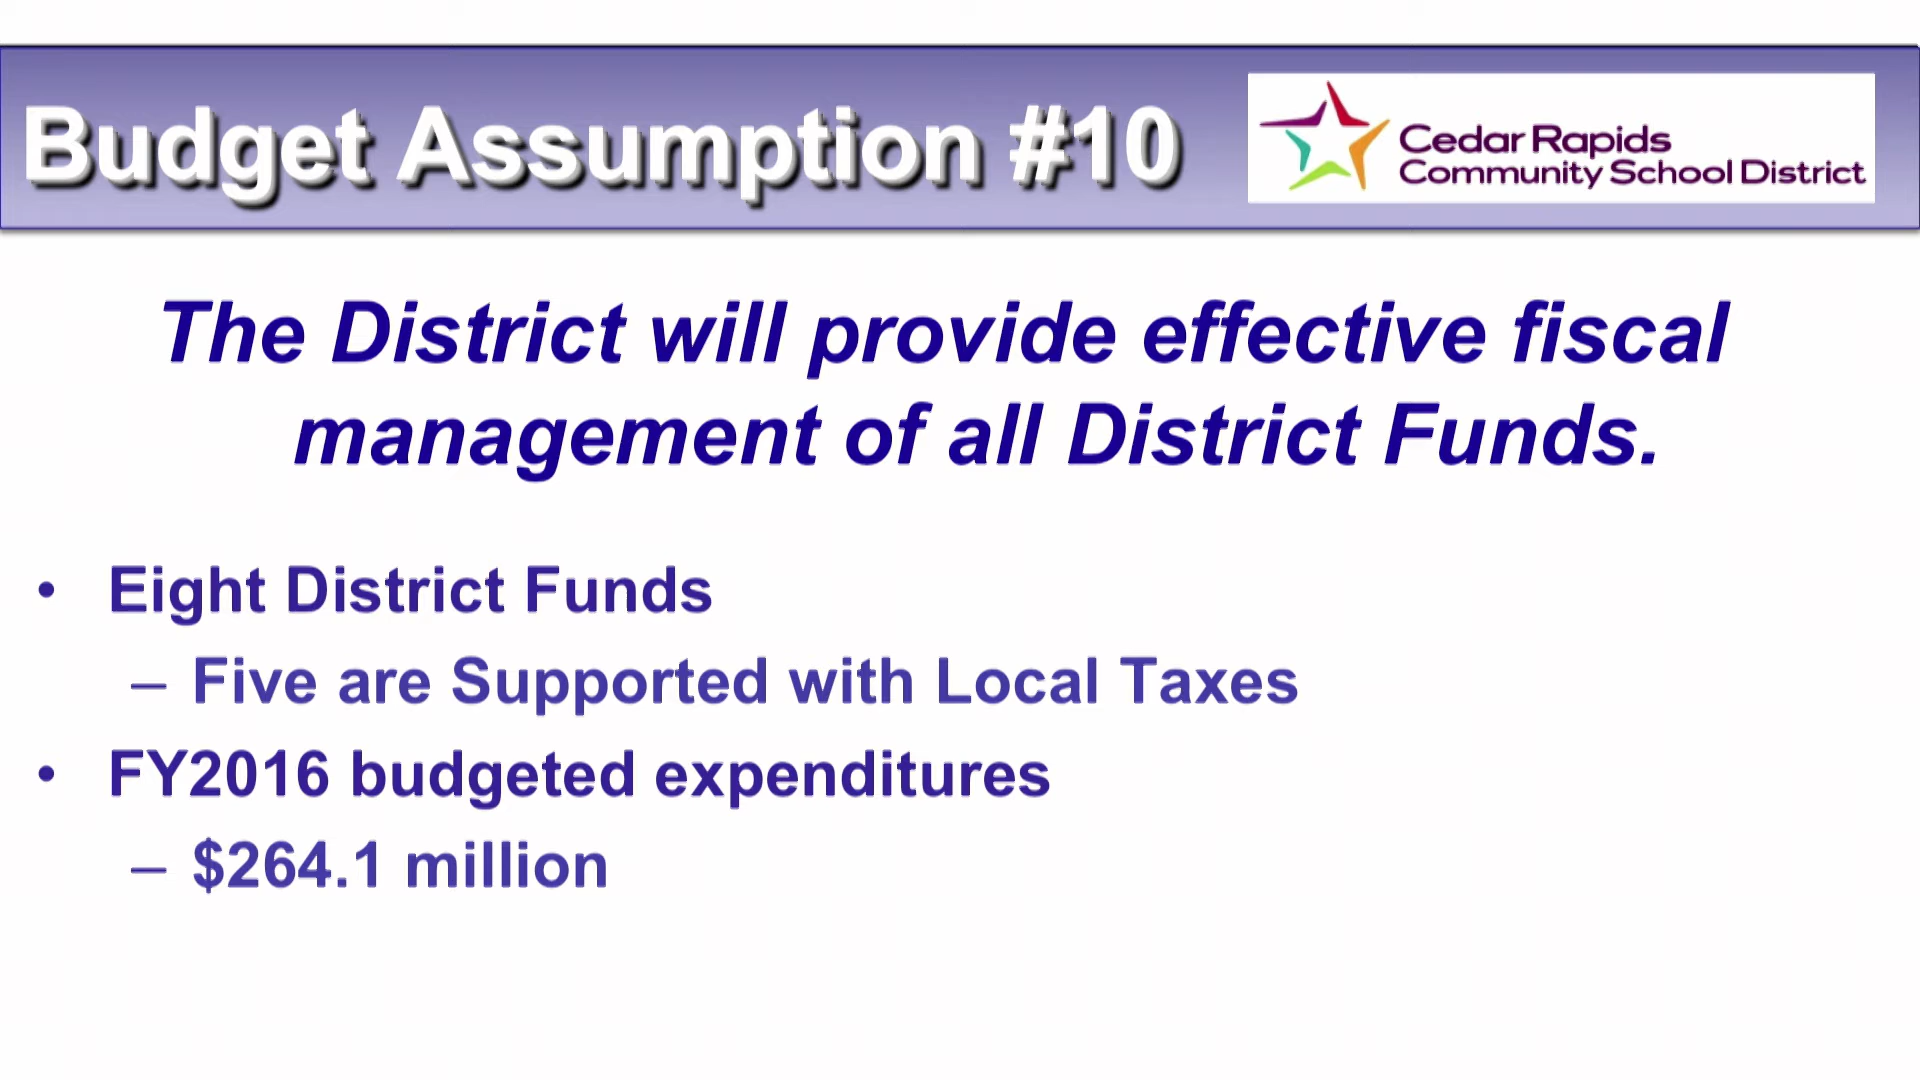 Budget Assumption #10
Cedar Rapids
Community School District
The District will provide effective fiscal
management of all District Funds.
• Eight District Funds
– Five are Supported with Local Taxes
• FY2016 budgeted expenditures
– $264.1 million